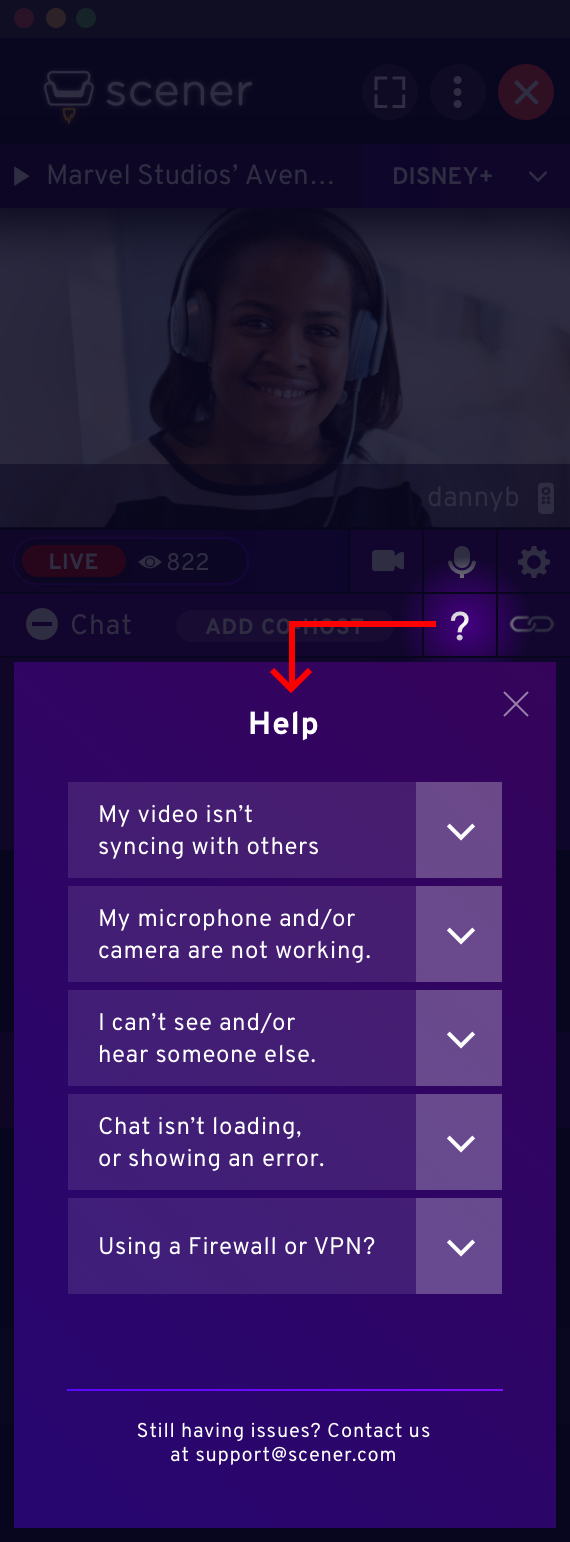 scener
Marvel Studios’ Aven...
DISNEY+
dannyb
LIVE
822
Chat
ADD CO-HOST
?
Help
My video isn’t
syncing with others
My microphone and/or
camera are not working.
I can’t see and/or
hear someone else.
Chat isn’t loading,
or showing an error.
Using a Firewall or VPN?
Still having issues? Contact us
at support@scener.com